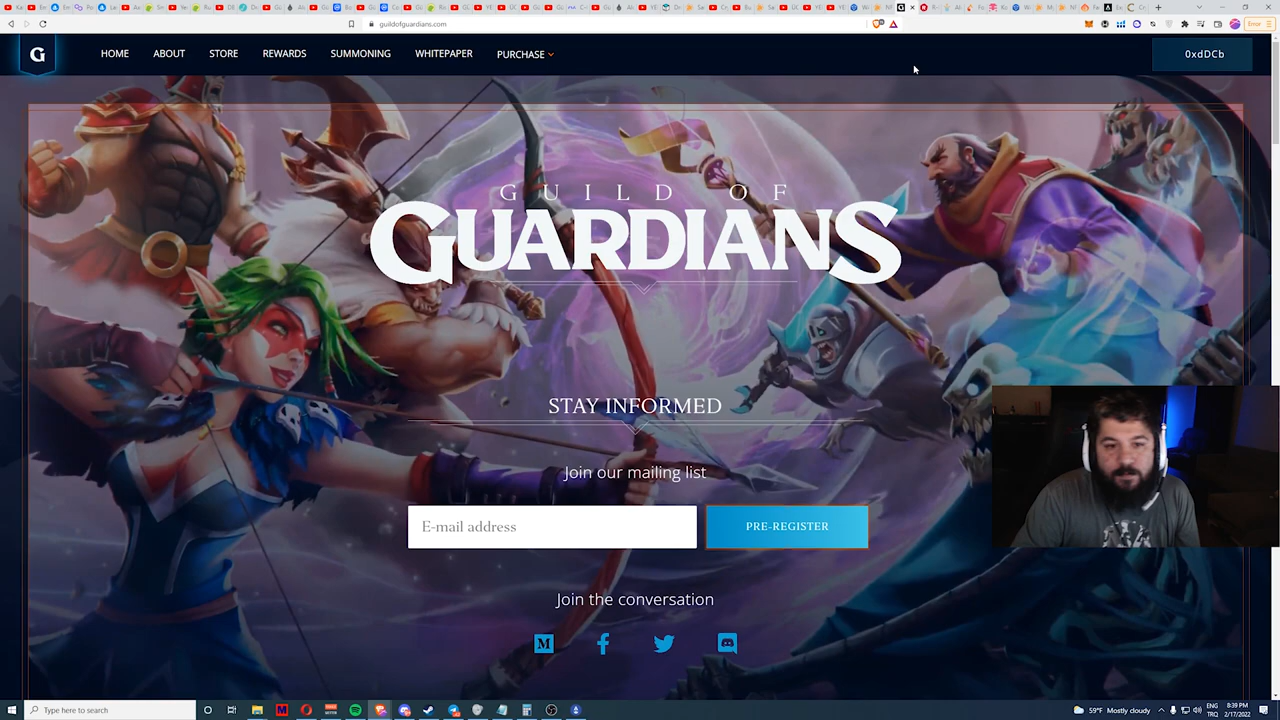 guildofguardians.com
Error
G
HOME
ABOUT
STORE
REWARDS
SUMMONING
WHITEPAPER
PURCHASE
0xdDCb
GUILD OF
GUARDIANS
STAY INFORMED
Join our mailing list
E-mail address
PRE-REGISTER
Join the conversation
M
Type here to search
59°F Mostly cloudy
ENG
TRQ
8:39 PM
2/17/2022